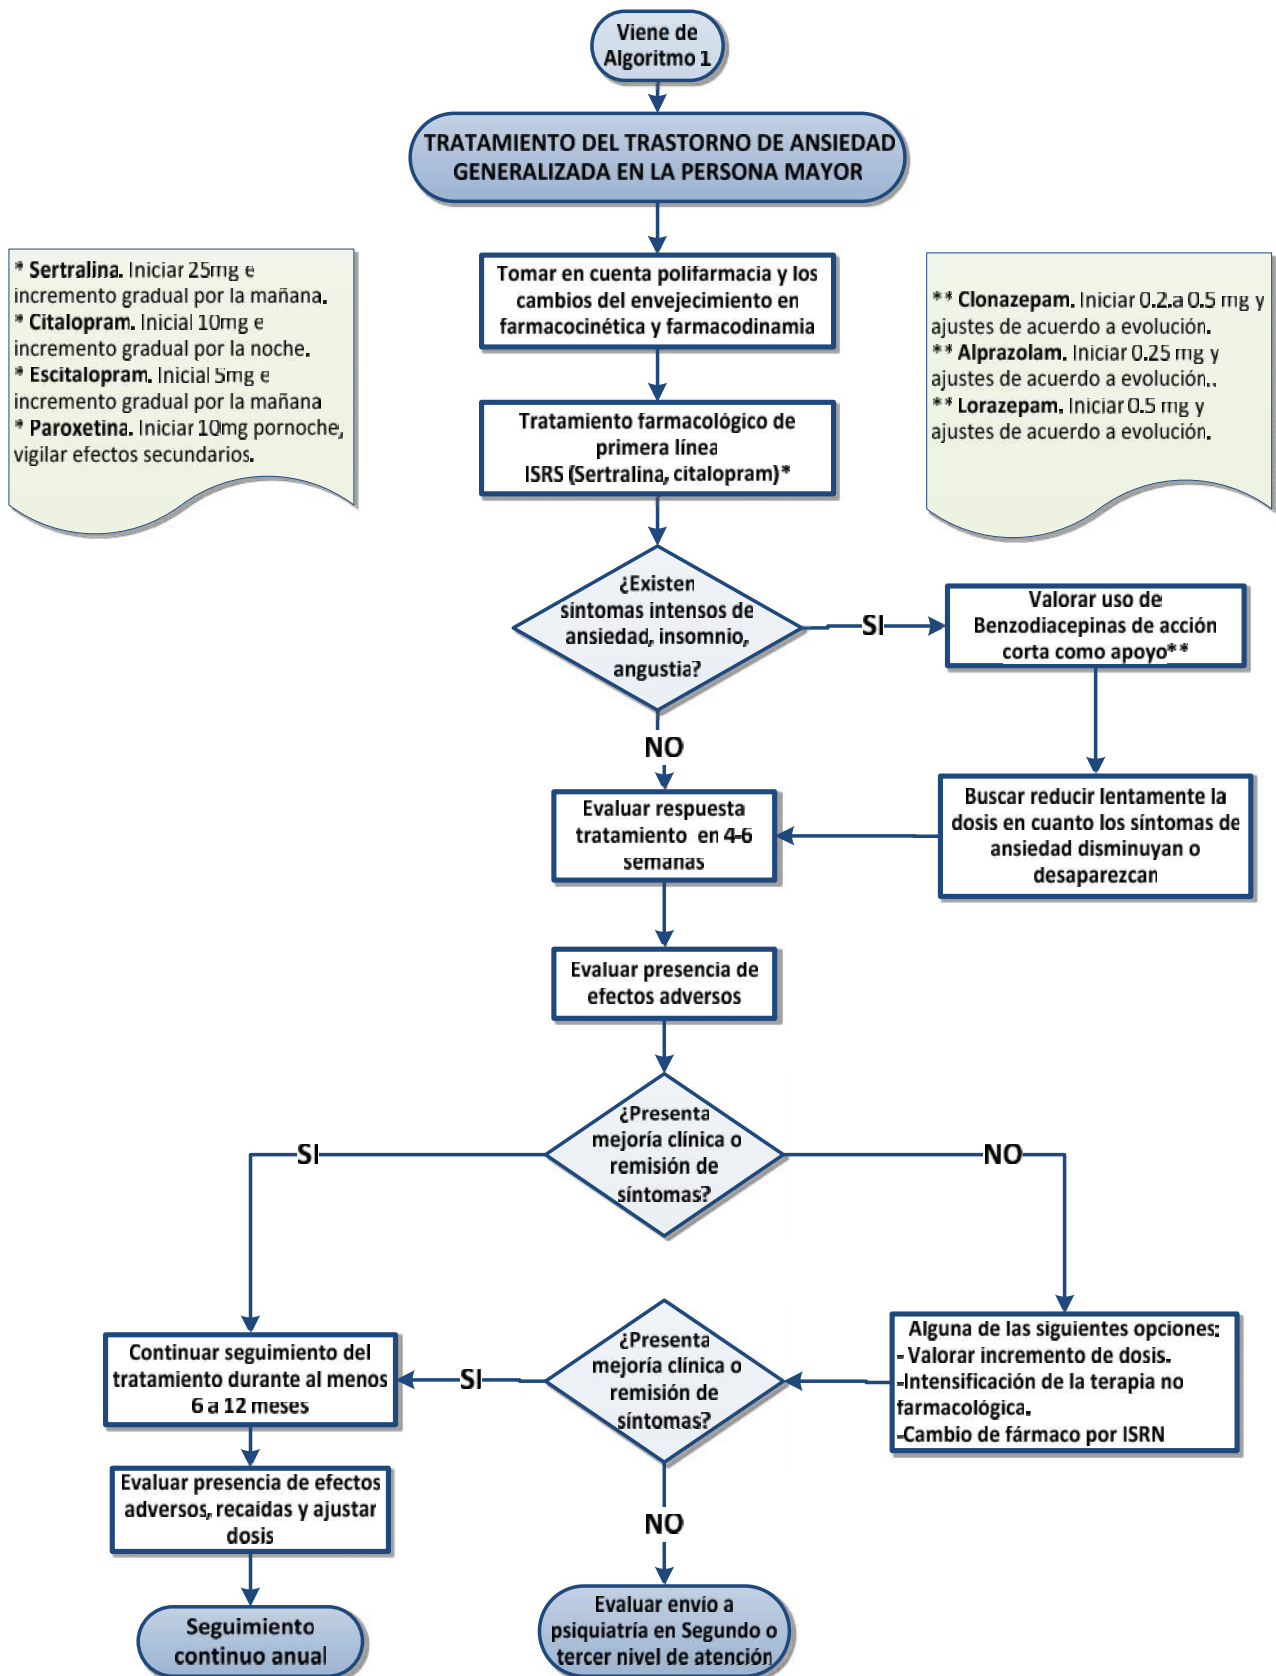 Viene de
Algoritmo 1
TRATAMIENTO DEL TRASTORNO DE ANSIEDAD
GENERALIZADA EN LA PERSONA MAYOR
* Sertralina. Iniciar 25mg e
incremento gradual por la mañana.
* Citalopram. Inicial 10mg e
incremento gradual por la noche.
* Escitalopram. Inicial 5mg e
incremento gradual por la mañana
* Paroxetina. Iniciar 10mg pornoche,
vigilar efectos secundarios.
Tomar en cuenta polifarmacia y los
cambios del envejecimiento en
farmacocinética y farmacodinamia
** Clonazepam. Iniciar 0.2.a 0.5 mg y
ajustes de acuerdo a evolución.
** Alprazolam. Iniciar 0.25 mg y
ajustes de acuerdo a evolución..
** Lorazepam. Iniciar 0.5 mg y
ajustes de acuerdo a evolución.
Tratamiento farmacológico de
primera línea
ISRS (Sertralina, citalopram)*
¿Existen
síntomas intensos de
ansiedad, insomnio,
angustia?
SI
Valorar uso de
Benzodiacepinas de acción
corta como apoyo**
NO
Buscar reducir lentamente la
dosis en cuanto los síntomas de
ansiedad disminuyan o
desaparezcan
Evaluar respuesta
tratamiento en 4-6
semanas
Evaluar presencia de
efectos adversos
¿Presenta
mejoría clínica o
remisión de
síntomas?
SI
NO
Alguna de las siguientes opciones:
- Valorar incremento de dosis.
-Intensificación de la terapia no
farmacológica.
-Cambio de fármaco por ISRN
¿Presenta
mejoría clínica o
remisión de
síntomas?
SI
Continuar seguimiento del
tratamiento durante al menos
6 a 12 meses
Evaluar presencia de efectos
adversos, recaídas y ajustar
dosis
NO
Seguimiento
continuo anual
Evaluar envío a
psiquiatría en Segundo o
tercer nivel de atención